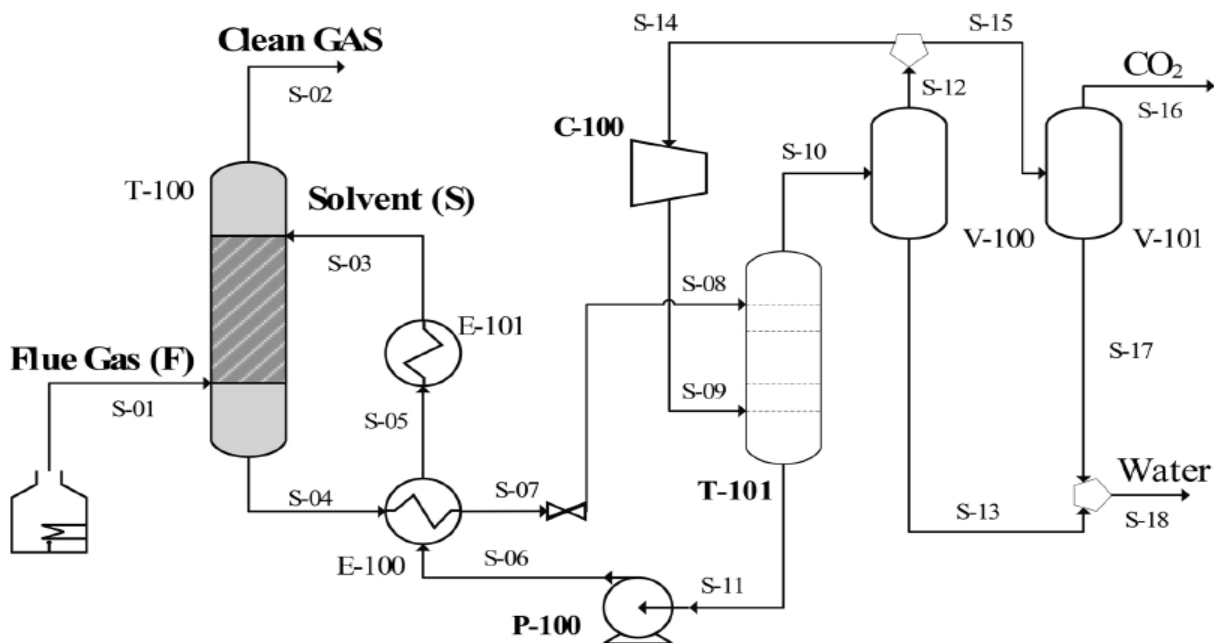 S-14
S-15
Clean GAS
S-02
CO₂
S-12
S-16
C-100
S-10
T-100
Solvent (S)
V-100
V-101
S-03
S-08
E-101
Flue Gas (F)
S-01
S-09
S-17
S-05
T-101
Water
S-04
S-07
S-13
S-18
E-100
S-06
S-11
P-100